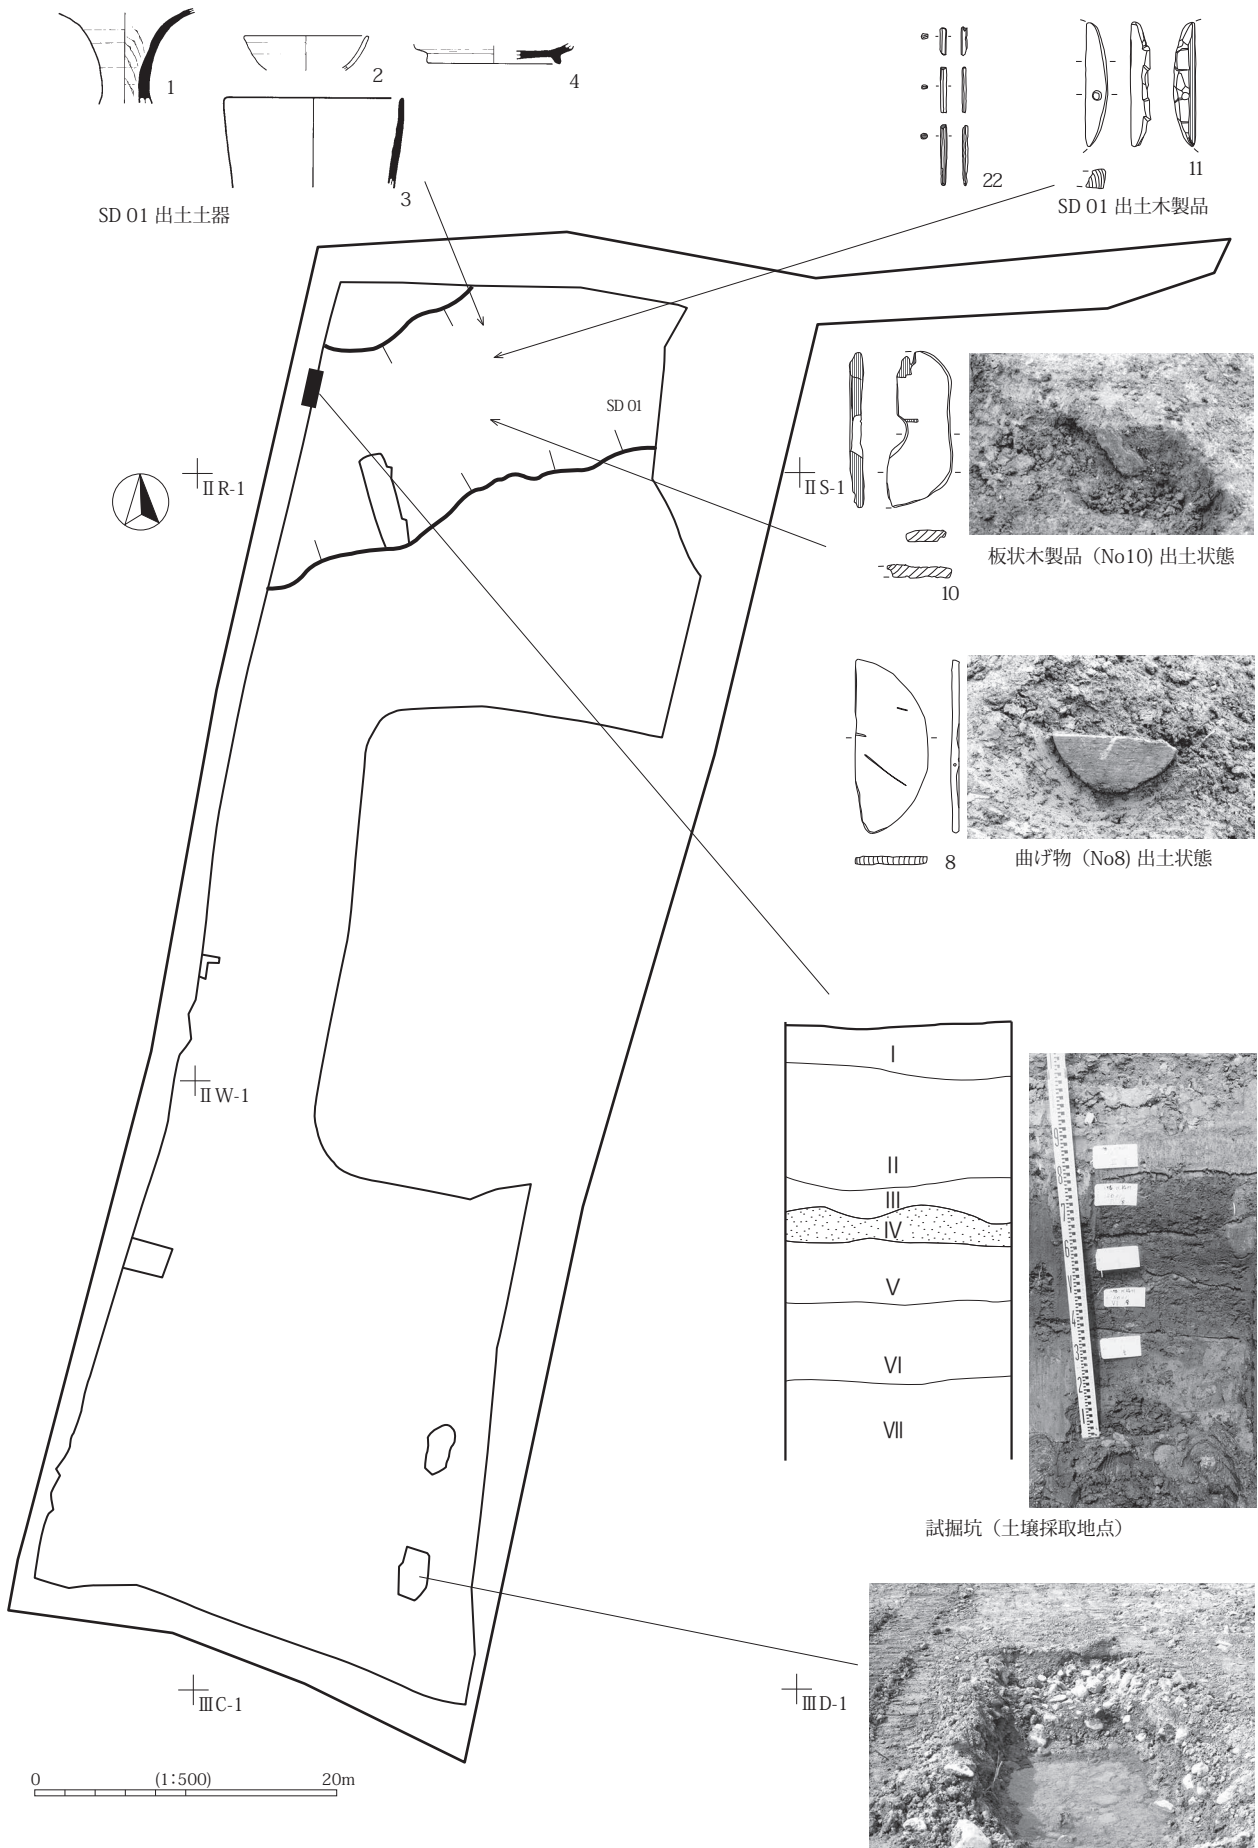 1
2
4
3
SD 01 出土土器
22
11
SD 01 出土木製品
SD 01
ⅡR-1
ⅡS-1
10
板状木製品（No10) 出土状態
8
曲げ物（No8) 出土状態
ⅡW-1
Ⅰ
Ⅱ
Ⅲ
Ⅳ
Ⅴ
Ⅵ
Ⅶ
試掘坑（土壌採取地点）
ⅢC-1
ⅢD-1
0 (1:500) 20m